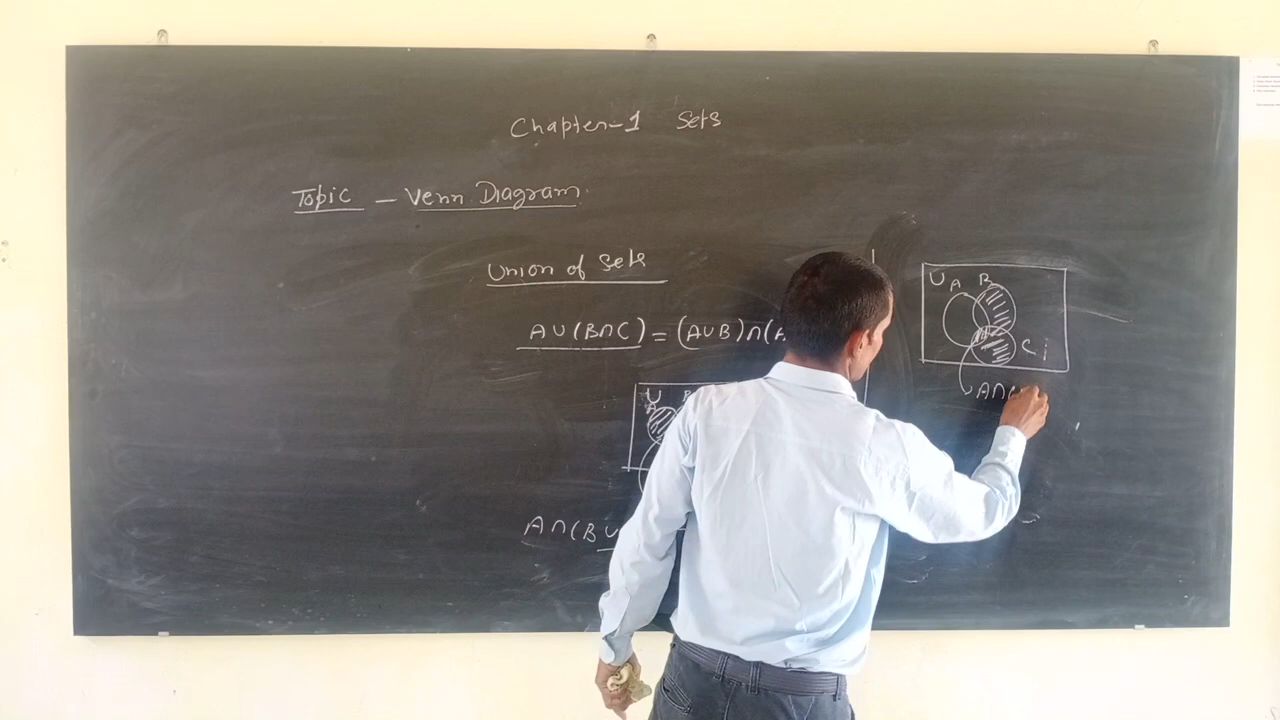 Chapter-1 Sets
Topic - Venn Diagram.
Union of Sets
A∪(B∩C) = (A∪B)∩(A
U A
A∩(B∪
U A B
C
A∩(